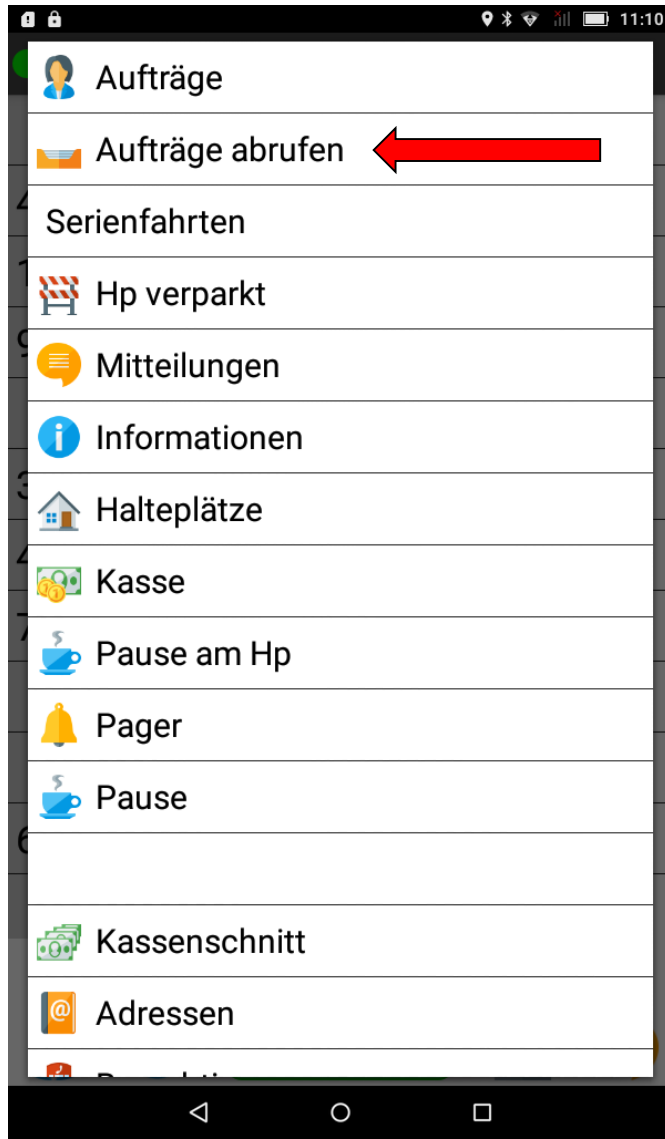 11:10
Aufträge
Aufträge abrufen
Serienfahrten
Hp verparkt
Mitteilungen
Informationen
Halteplätze
Kasse
Pause am Hp
Pager
Pause
Kassenschnitt
Adressen